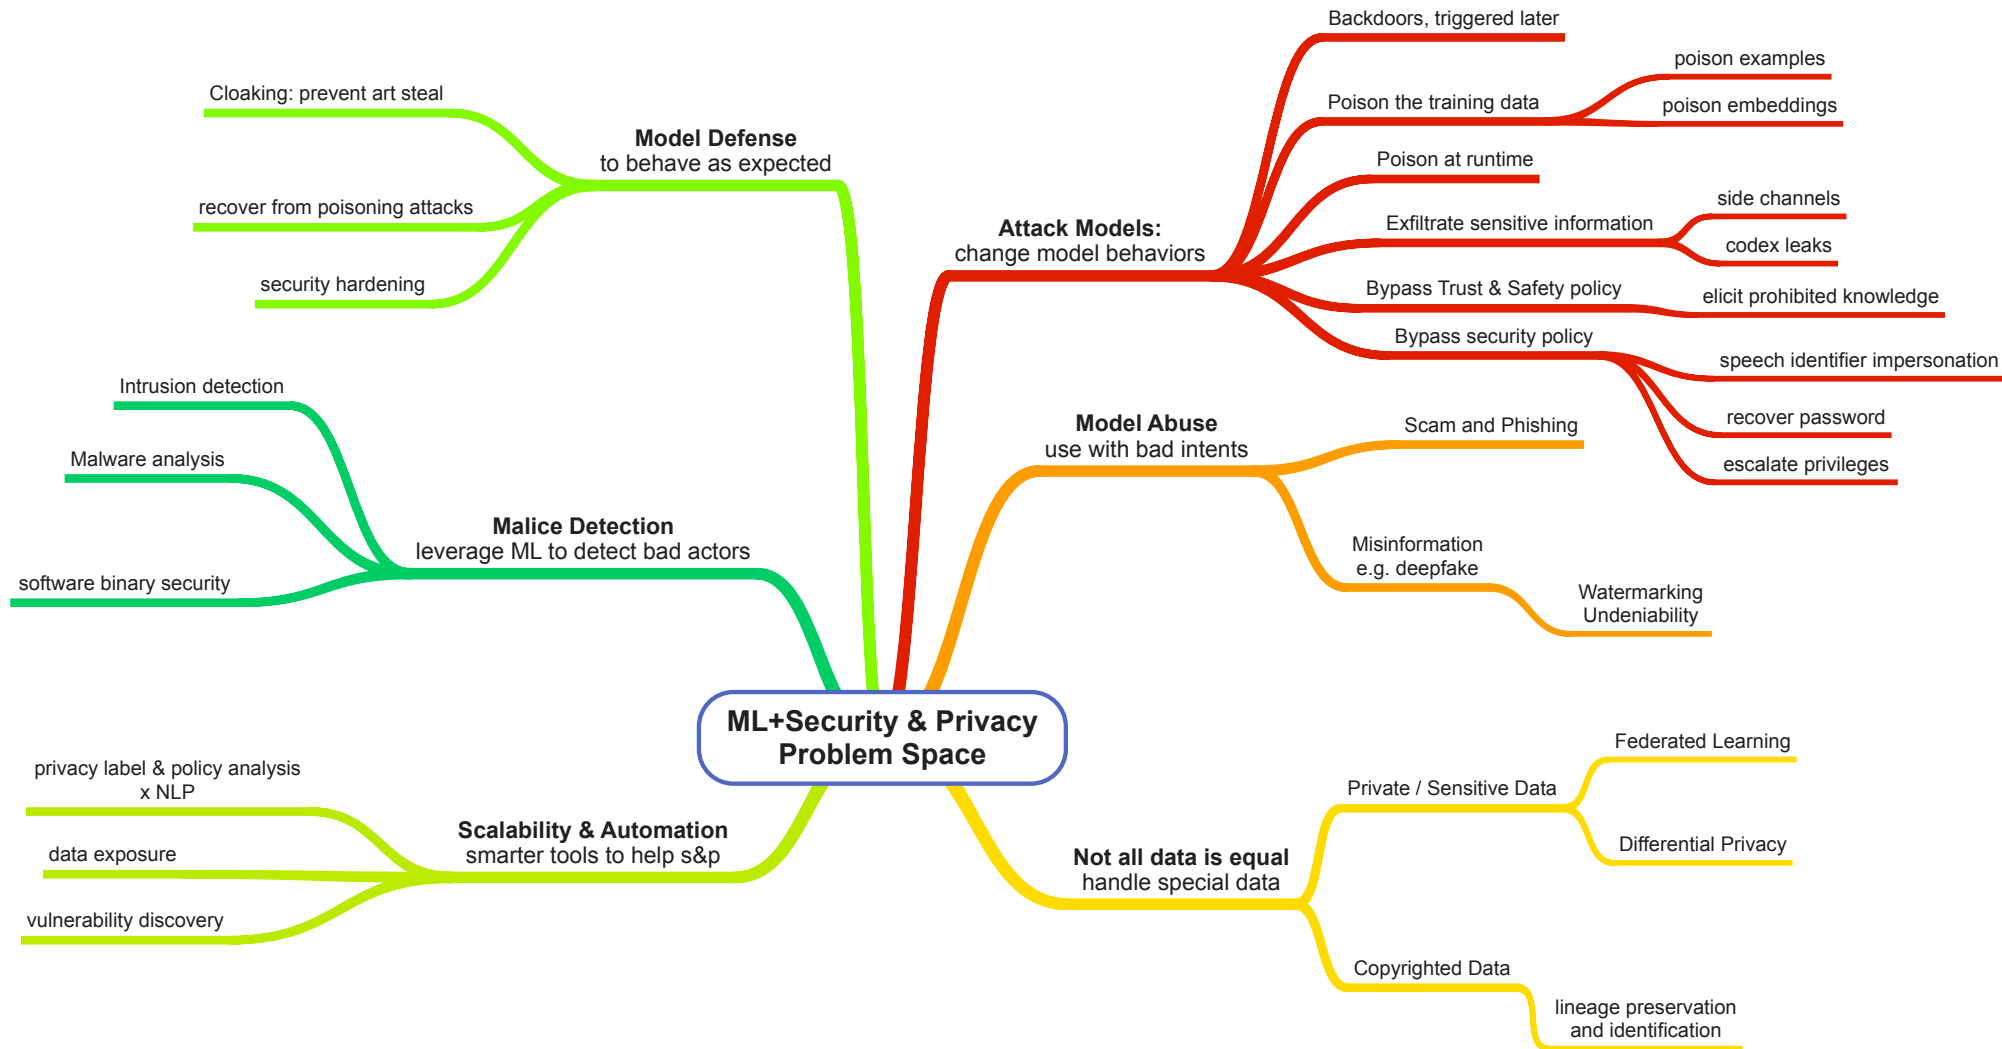 ML+Security & Privacy
Problem Space
Model Defense
to behave as expected
Cloaking: prevent art steal
recover from poisoning attacks
security hardening
Malice Detection
leverage ML to detect bad actors
Intrusion detection
Malware analysis
software binary security
Scalability & Automation
smarter tools to help s&p
privacy label & policy analysis
x NLP
data exposure
vulnerability discovery
Attack Models:
change model behaviors
Backdoors, triggered later
Poison the training data
poison examples
poison embeddings
Poison at runtime
Exfiltrate sensitive information
side channels
codex leaks
Bypass Trust & Safety policy
elicit prohibited knowledge
Bypass security policy
speech identifier impersonation
recover password
escalate privileges
Model Abuse
use with bad intents
Scam and Phishing
Misinformation
e.g. deepfake
Watermarking
Undeniability
Not all data is equal
handle special data
Private / Sensitive Data
Federated Learning
Differential Privacy
Copyrighted Data
lineage preservation
and identification